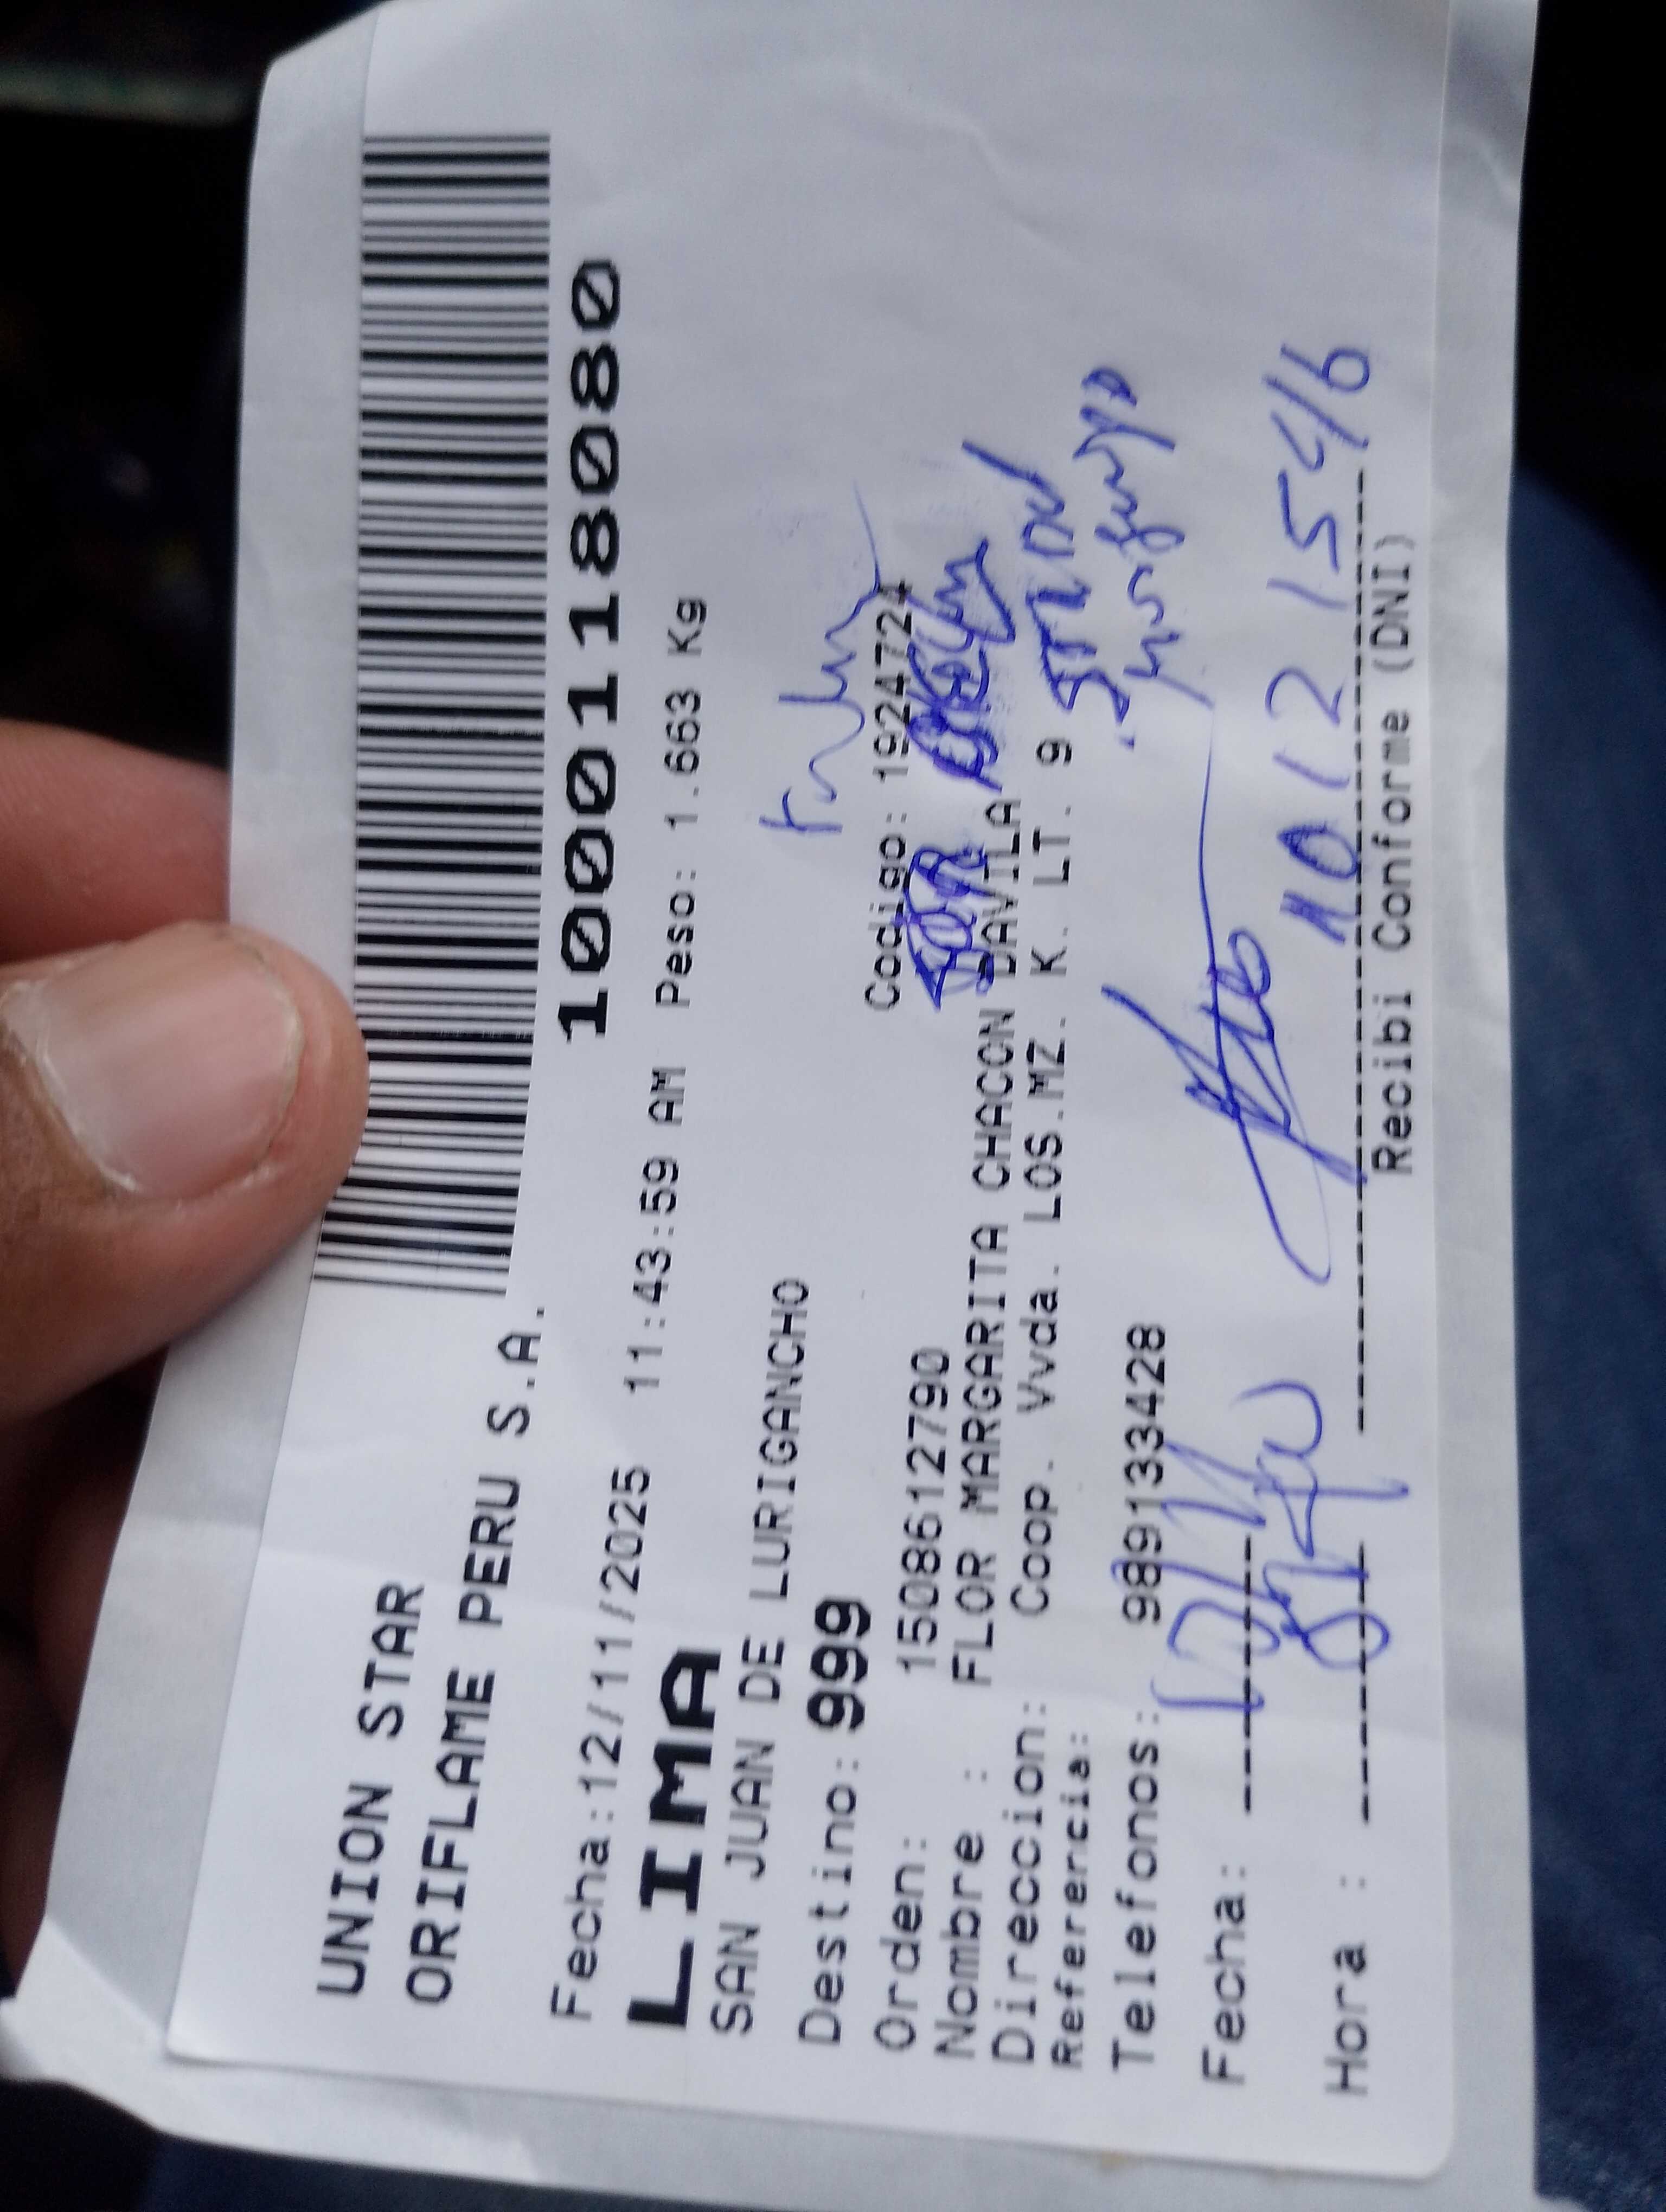 UNION STAR
ORIFLAME PERU S.A.
1000118080
Fecha:12/11/2025 11:43:59 AM Peso: 1.663 Kg
LIMA
SAN JUAN DE LURIGANCHO
Destino: 999
Orden: 1508612790 Codigo: 1924724
Nombre : FLOR MARGARITA CHACON DAVILA
Direccion: Coop. Vvda. LOS.MZ. K. LT. 9
Referencia:
Telefonos: 989133428
Fecha:
Hora :
Recibi Conforme (DNI)